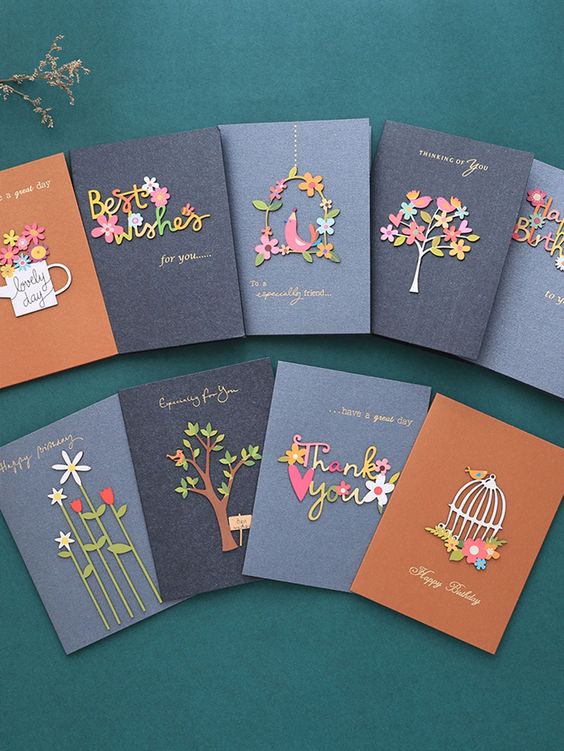 e a great day
lovely
day
Best
Wishes
for you......
To a
especially friend...
THINKING OF YOU
Ha
Birth
to y
Happy Birthday
Especially for You
...have a great day
Thank
You
Happy Birthday